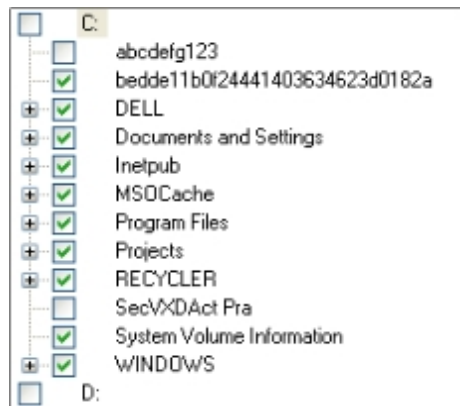 C:
abcdefg123
bedde11b0f24441403634623d0182a
DELL
Documents and Settings
Inetpub
MSOCache
Program Files
Projects
RECYCLER
SecVXDAct Pra
System Volume Information
WINDOWS
D: